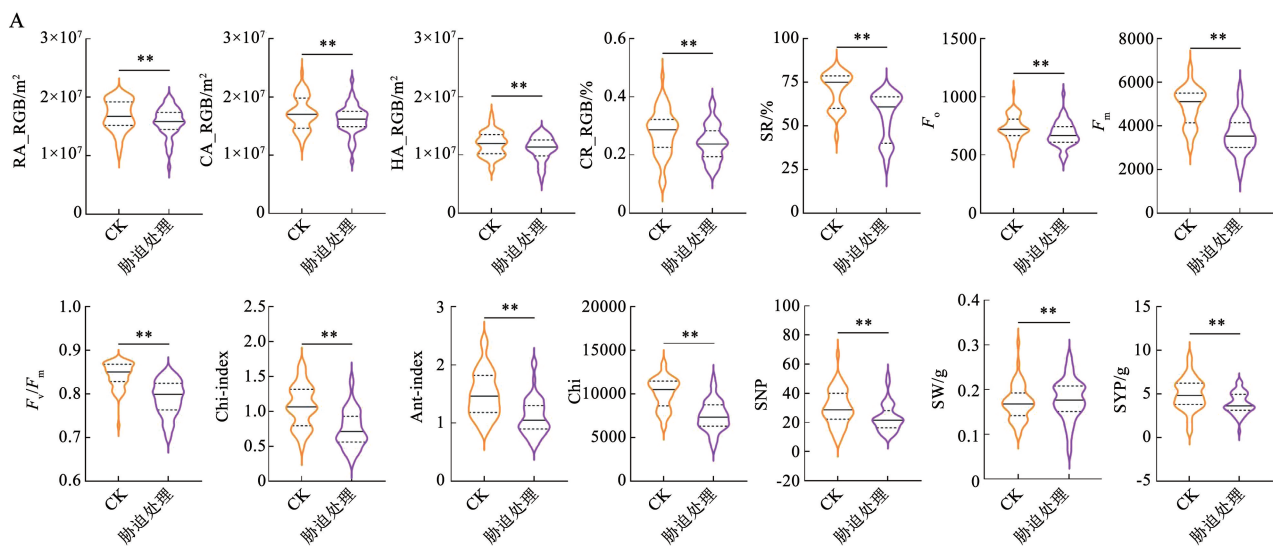 A
RA_RGB/m²
3×10⁷
2×10⁷
1×10⁷
0
**
CK
胁迫处理
CA_RGB/m²
3×10⁷
2×10⁷
1×10⁷
0
**
CK
胁迫处理
HA_RGB/m²
3×10⁷
2×10⁷
1×10⁷
0
**
CK
胁迫处理
CR_RGB/%
0.6
0.4
0.2
0
**
CK
胁迫处理
SR/%
100
75
50
25
0
**
CK
胁迫处理
Fₒ
1500
1000
500
0
**
CK
胁迫处理
Fₘ
8000
6000
4000
2000
0
**
CK
胁迫处理
Fᵥ/Fₘ
1.0
0.9
0.8
0.7
0.6
**
CK
胁迫处理
Chi-index
2.5
2.0
1.5
1.0
0.5
0
**
CK
胁迫处理
Ant-index
3
2
1
0
**
CK
胁迫处理
Chi
20000
15000
10000
5000
0
**
CK
胁迫处理
SNP
100
80
60
40
20
0
-20
**
CK
胁迫处理
SW/g
0.4
0.3
0.2
0.1
0
**
CK
胁迫处理
SYP/g
15
10
5
0
-5
**
CK
胁迫处理